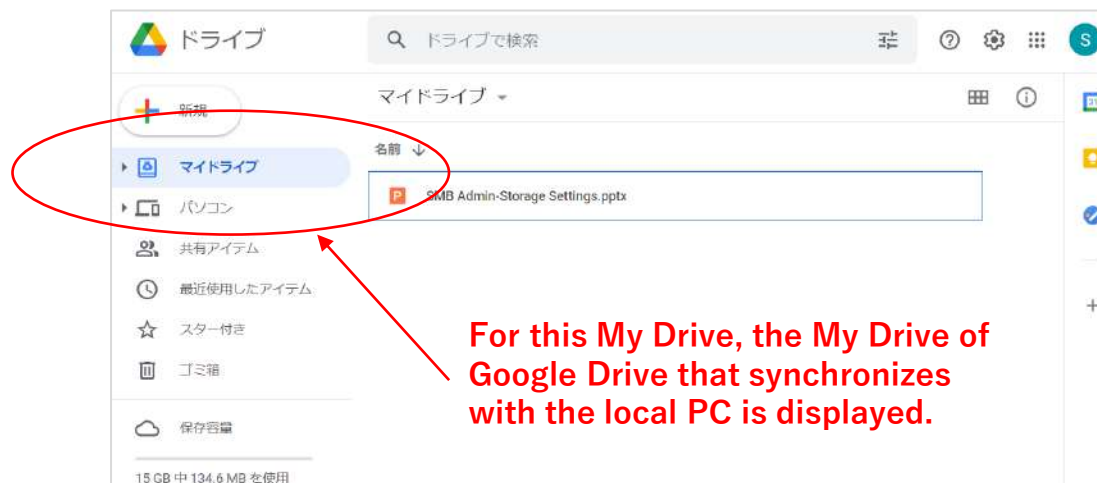 ドライブ
ドライブで検索
S
新規
マイドライブ
31
名前
マイドライブ
P SMB Admin-Storage Settings.pptx
パソコン
共有アイテム
最近使用したアイテム
スター付き
ゴミ箱
保存容量
15 GB 中 134.6 MB を使用
For this My Drive, the My Drive of
Google Drive that synchronizes
with the local PC is displayed.